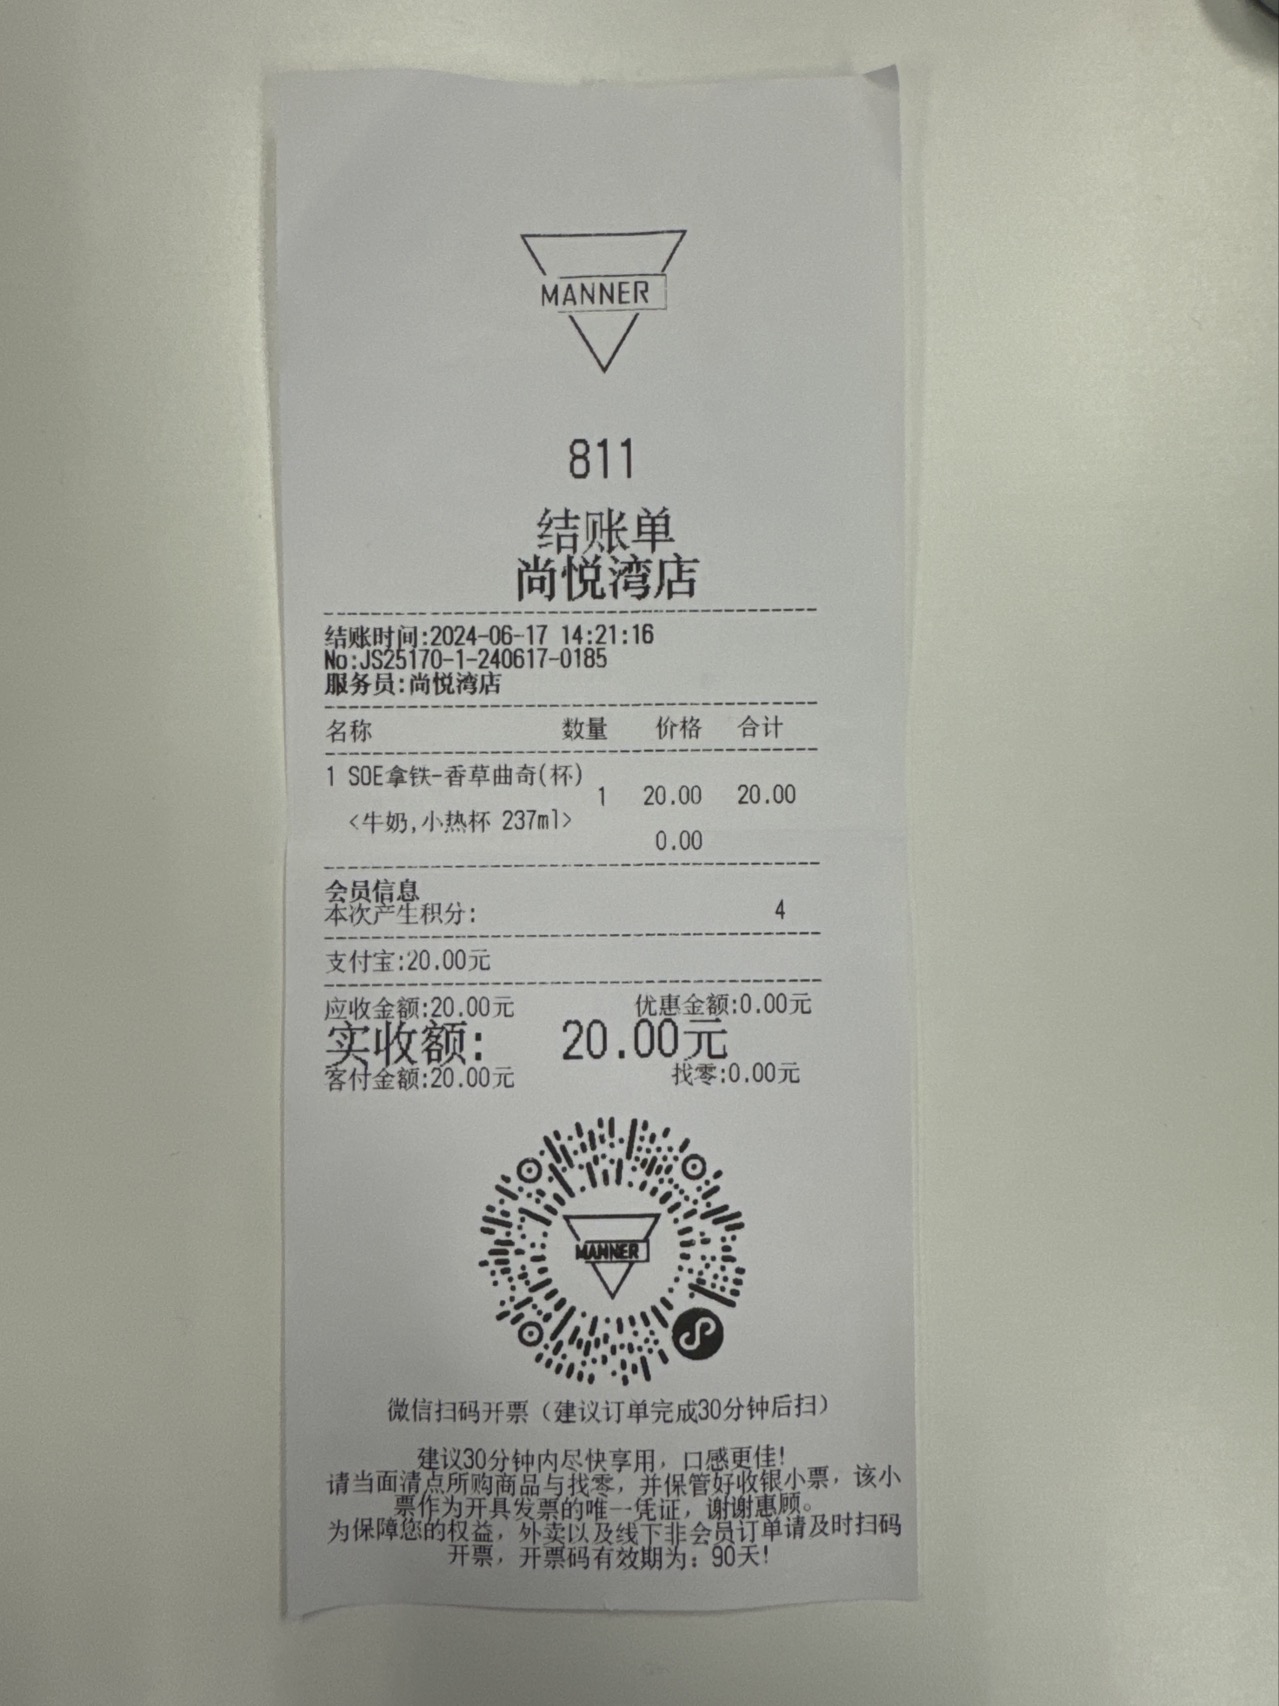 MANNER
811
结账单
尚悦湾店
结账时间:2024-06-17 14:21:16
No:JS25170-1-240617-0185
服务员:尚悦湾店
名称 数量 价格 合计
1 SOE拿铁-香草曲奇(杯) 1 20.00 20.00
<牛奶,小热杯 237ml> 0.00
会员信息
本次产生积分: 4
支付宝:20.00元
应收金额:20.00元 优惠金额:0.00元
实收额: 20.00元
客付金额:20.00元 找零:0.00元
MANNER
微信扫码开票（建议订单完成30分钟后扫）
建议30分钟内尽快享用，口感更佳!
请当面清点所购商品与找零，并保管好收银小票，该小
票作为开具发票的唯一凭证，谢谢惠顾。
为保障您的权益，外卖以及线下非会员订单请及时扫码
开票，开票码有效期为：90天!